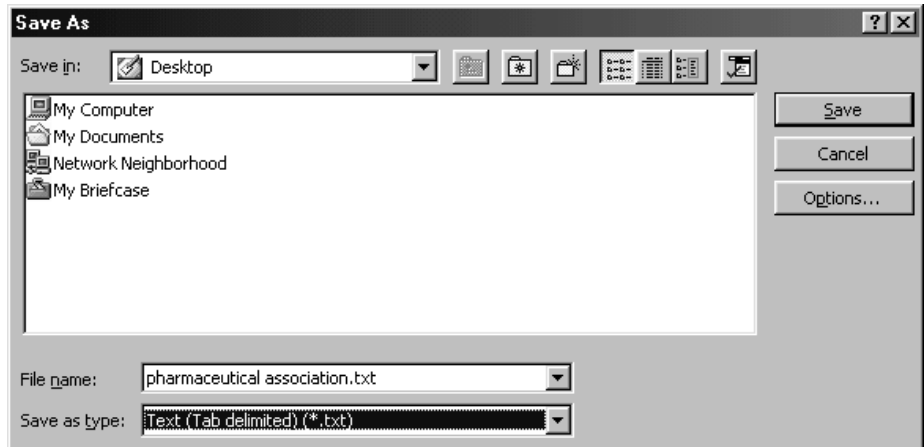 Save As
Save in: Desktop
My Computer
My Documents
Network Neighborhood
My Briefcase
Save
Cancel
Options...
File name: pharmaceutical association.txt
Save as type: Text (Tab delimited) (*.txt)